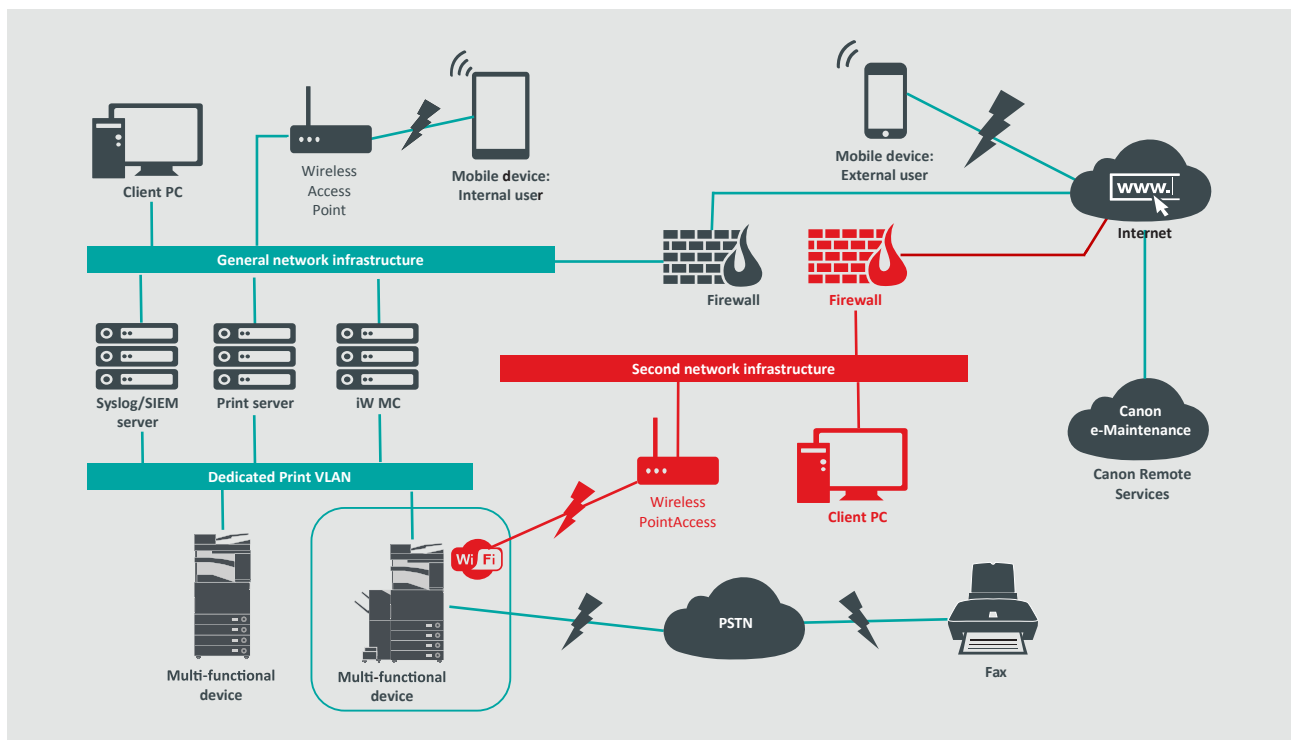 Client PC
Wireless
Access
Point
Mobile device:
Internal user
Mobile device:
External user
www.
Internet
General network infrastructure
Firewall
Firewall
Syslog/SIEM
server
Print server
iW MC
Second network infrastructure
Canon
e-Maintenance
Canon Remote
Services
Dedicated Print VLAN
Wireless
PointAccess
Client PC
Wi Fi
PSTN
Multi-functional
device
Multi-functional
device
Fax